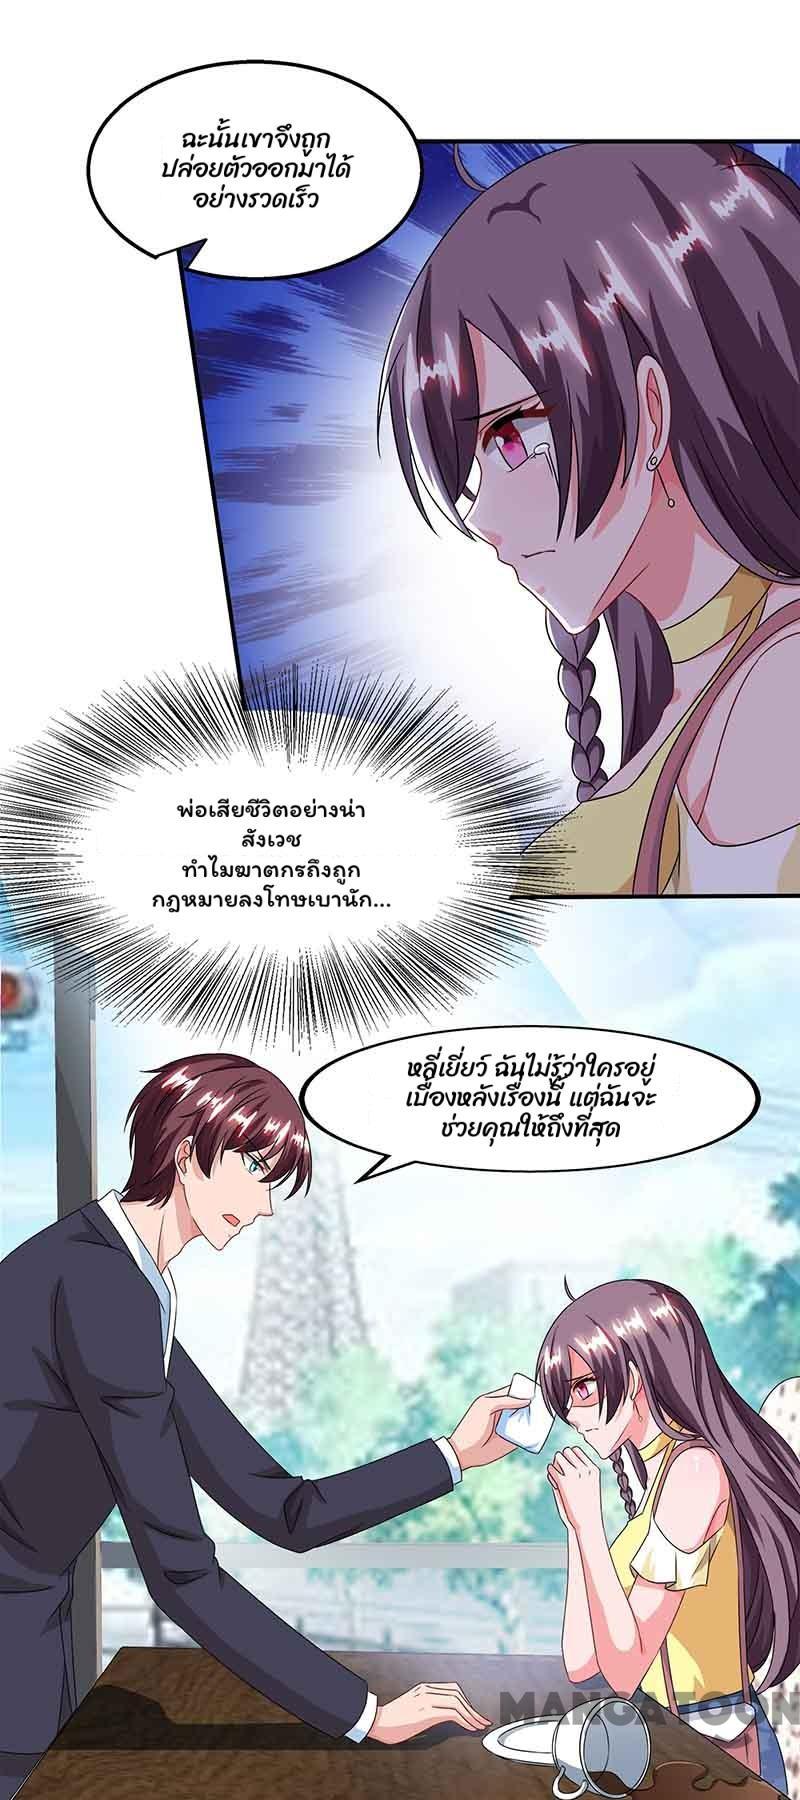 ฉะนั้นเขาจึงถูก
ปล่อยตัวออกมาได้
อย่างรวดเร็ว
พ่อเสียชีวิตอย่างน่า
สังเวช
ทำไมฆาตกรถึงถูก
กฎหมายลงโทษเบานัก...
หลี่เยี่ยว์ ฉันไม่รู้ว่าใครอยู่
เบื้องหลังเรื่องนี้ แต่ฉันจะ
ช่วยคุณให้ถึงที่สุด
MANGATOON